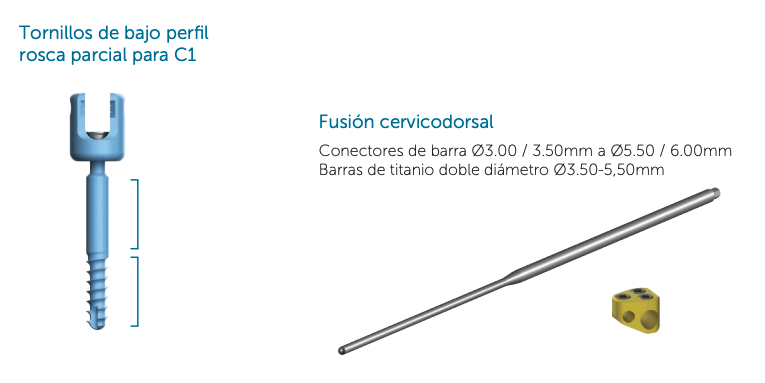 Tornillos de bajo perfil
rosca parcial para C1
Fusión cervicodorsal
Conectores de barra Ø3.00 / 3.50mm a Ø5.50 / 6.00mm
Barras de titanio doble diámetro Ø3.50-5,50mm